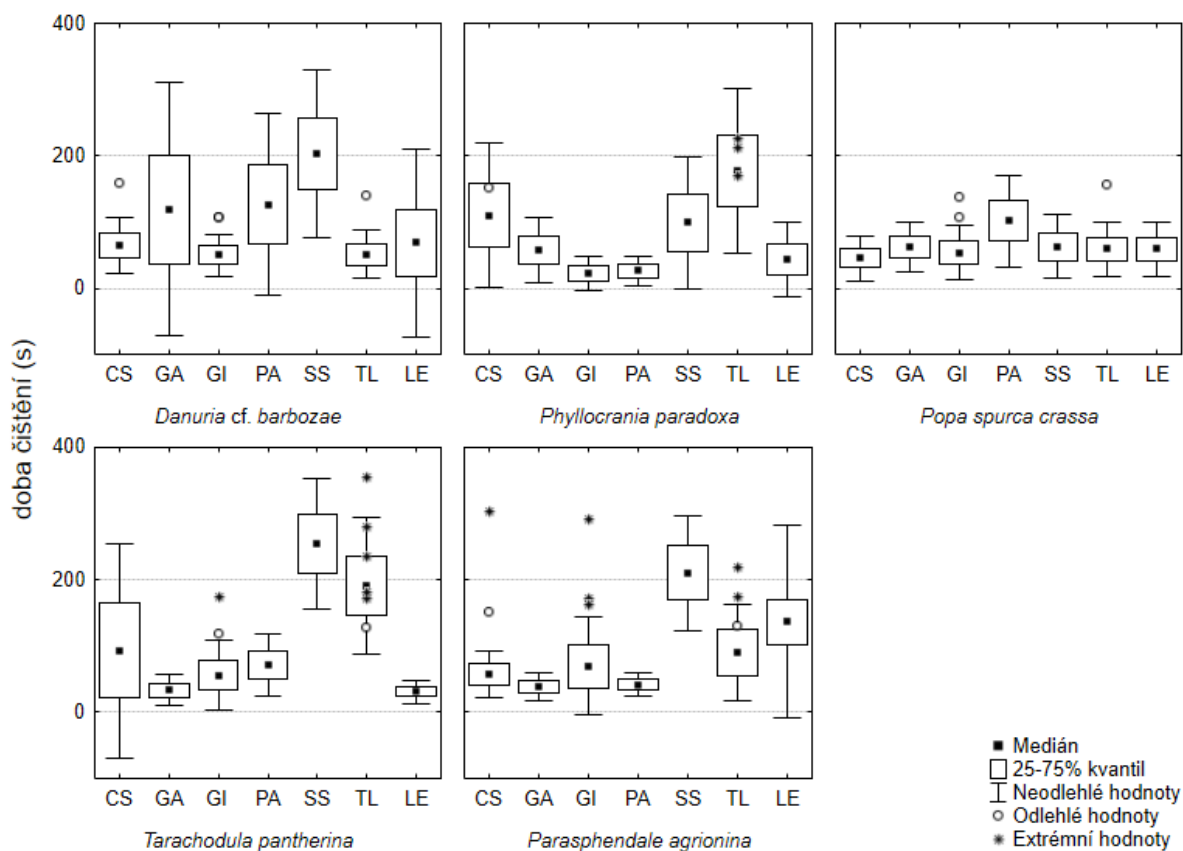 doba čištění (s)
400
200
0
CS GA GI PA SS TL LE
Danuria cf. barbozae
CS GA GI PA SS TL LE
Phyllocrania paradoxa
CS GA GI PA SS TL LE
Popa spurca crassa
400
200
0
CS GA GI PA SS TL LE
Tarachodula pantherina
CS GA GI PA SS TL LE
Parasphendale agrionina
Medián
25-75% kvantil
Neodlehlé hodnoty
Odlehlé hodnoty
Extrémní hodnoty